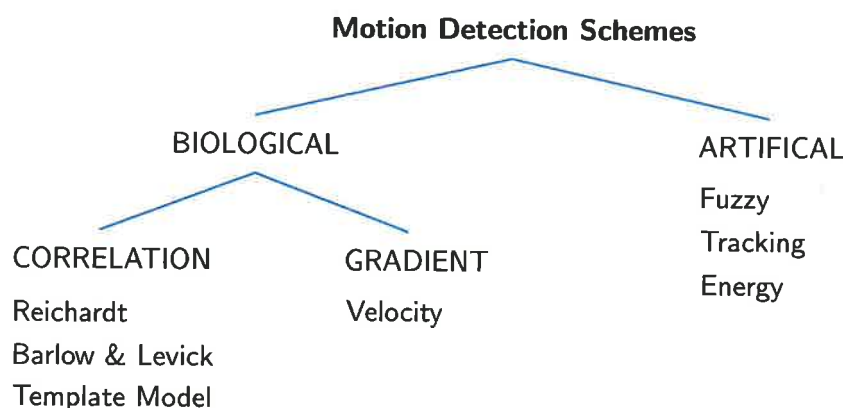 Motion Detection Schemes
BIOLOGICAL
ARTIFICAL
Fuzzy
Tracking
Energy
CORRELATION
Reichardt
Barlow & Levick
Template Model
GRADIENT
Velocity